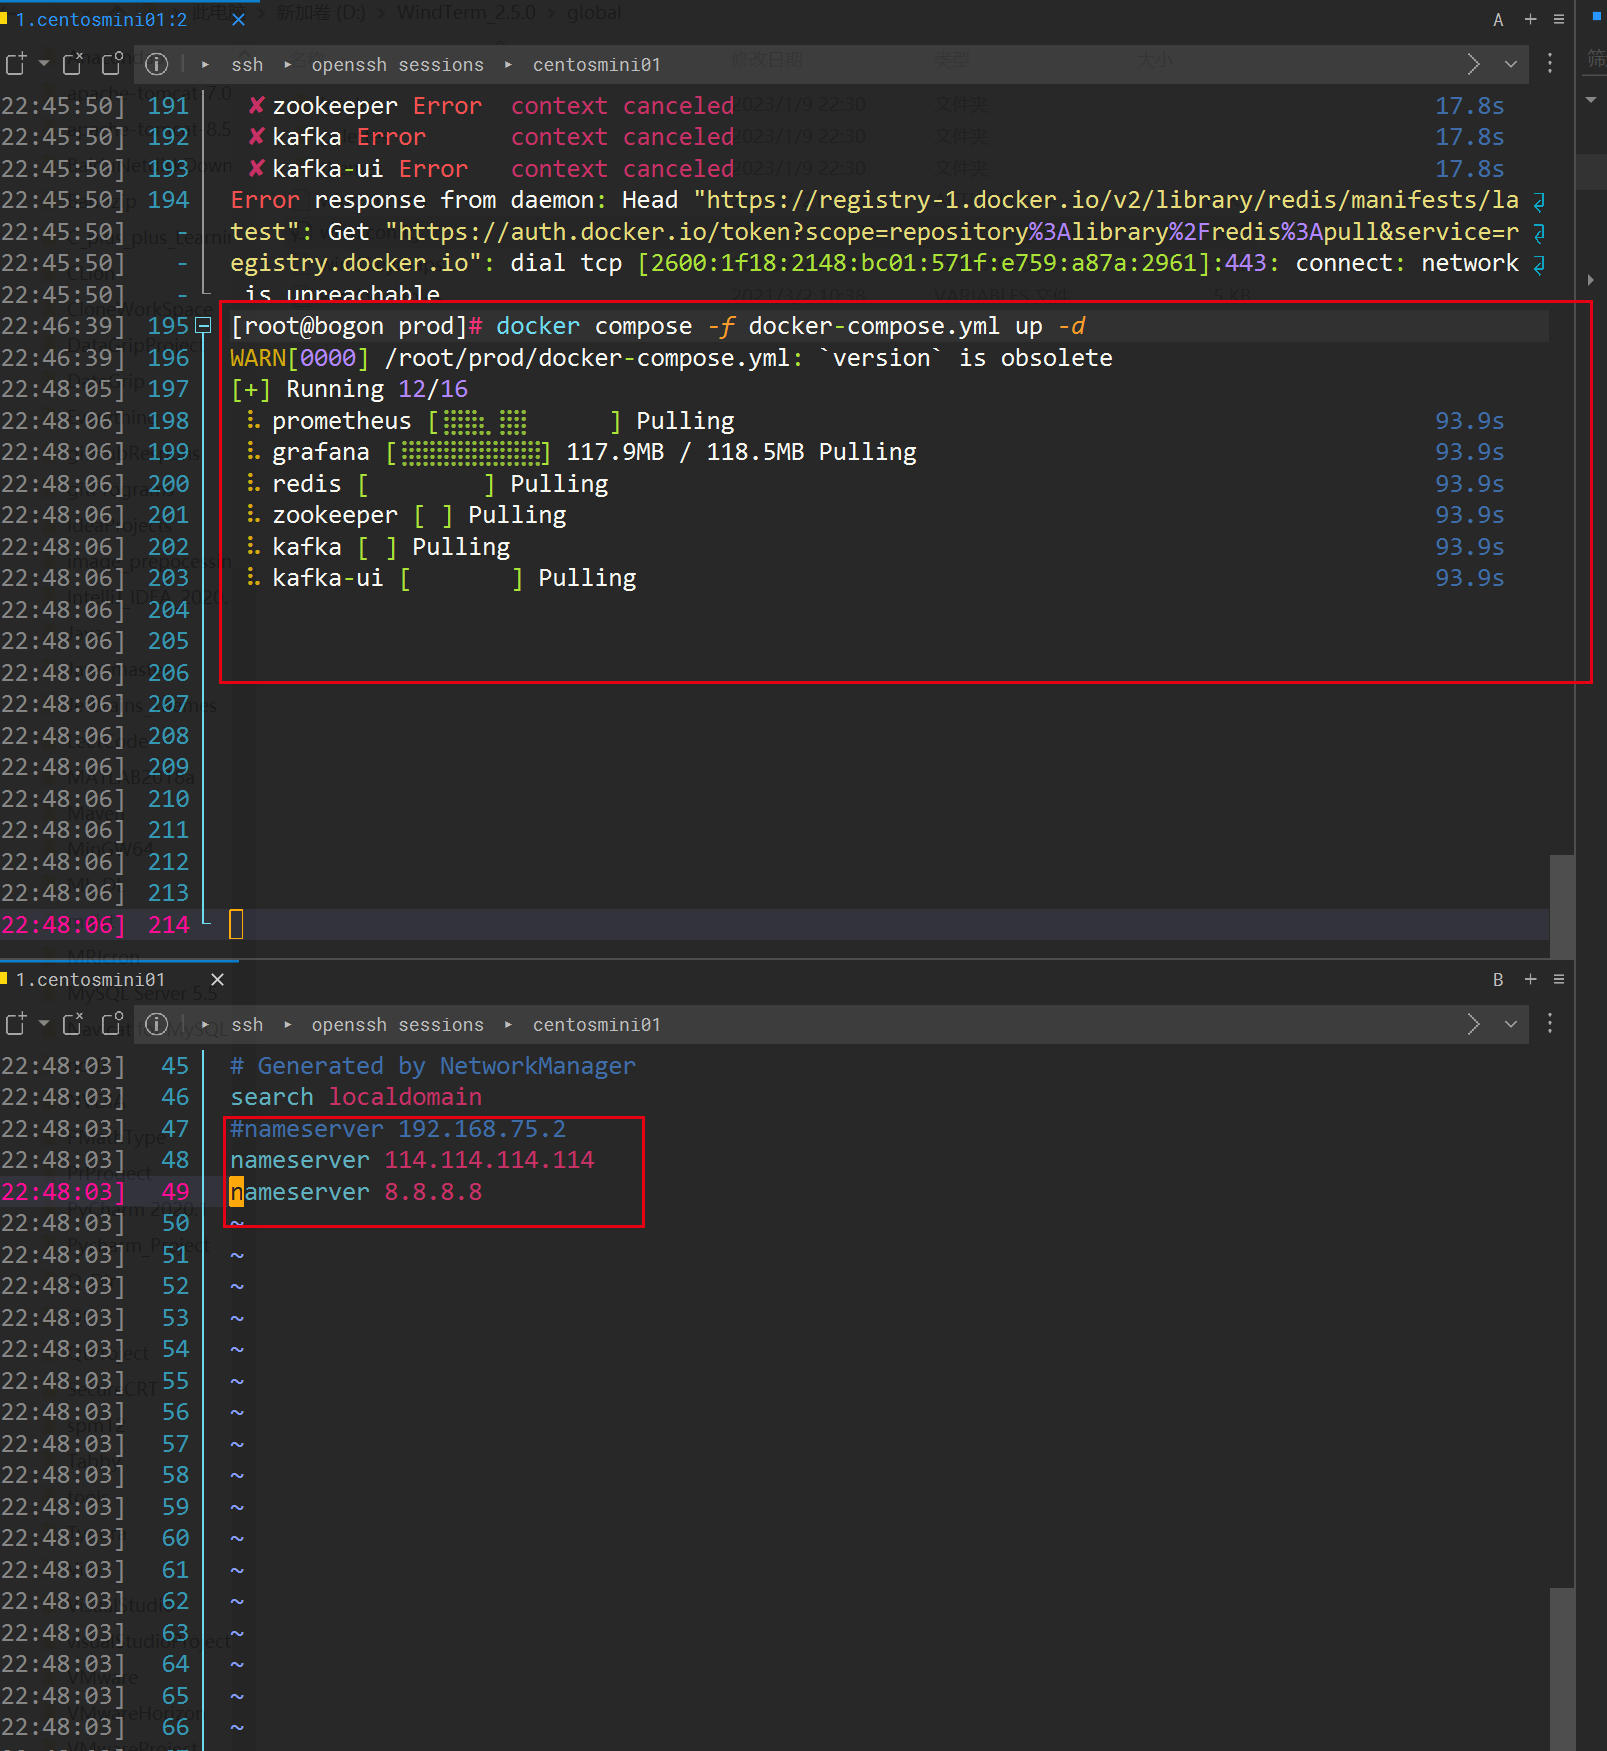 1.centosmini01:2
A
ssh ▸ openssh sessions ▸ centosmini01
22:45:50] 191 ✘ zookeeper Error context canceled 17.8s
22:45:50] 192 ✘ kafka Error context canceled 17.8s
22:45:50] 193 ✘ kafka-ui Error context canceled 17.8s
22:45:50] 194 Error response from daemon: Head "https://registry-1.docker.io/v2/library/redis/manifests/la
22:45:50] - test": Get "https://auth.docker.io/token?scope=repository%3Alibrary%2Fredis%3Apull&service=r
22:45:50] - egistry.docker.io": dial tcp [2600:1f18:2148:bc01:571f:e759:a87a:2961]:443: connect: network
22:45:50] - is unreachable
22:46:39] 195 [root@bogon prod]# docker compose -f docker-compose.yml up -d
22:46:39] 196 WARN[0000] /root/prod/docker-compose.yml: `version` is obsolete
22:48:05] 197 [+] Running 12/16
22:48:06] 198 prometheus [ ] Pulling 93.9s
22:48:06] 199 grafana [ ] 117.9MB / 118.5MB Pulling 93.9s
22:48:06] 200 redis [ ] Pulling 93.9s
22:48:06] 201 zookeeper [ ] Pulling 93.9s
22:48:06] 202 kafka [ ] Pulling 93.9s
22:48:06] 203 kafka-ui [ ] Pulling 93.9s
22:48:06] 204
22:48:06] 205
22:48:06] 206
22:48:06] 207
22:48:06] 208
22:48:06] 209
22:48:06] 210
22:48:06] 211
22:48:06] 212
22:48:06] 213
22:48:06] 214
1.centosmini01
B
ssh ▸ openssh sessions ▸ centosmini01
22:48:03] 45 # Generated by NetworkManager
22:48:03] 46 search localdomain
22:48:03] 47 #nameserver 192.168.75.2
22:48:03] 48 nameserver 114.114.114.114
22:48:03] 49 nameserver 8.8.8.8
22:48:03] 50 ~
22:48:03] 51 ~
22:48:03] 52 ~
22:48:03] 53 ~
22:48:03] 54 ~
22:48:03] 55 ~
22:48:03] 56 ~
22:48:03] 57 ~
22:48:03] 58 ~
22:48:03] 59 ~
22:48:03] 60 ~
22:48:03] 61 ~
22:48:03] 62 ~
22:48:03] 63 ~
22:48:03] 64 ~
22:48:03] 65 ~
22:48:03] 66 ~